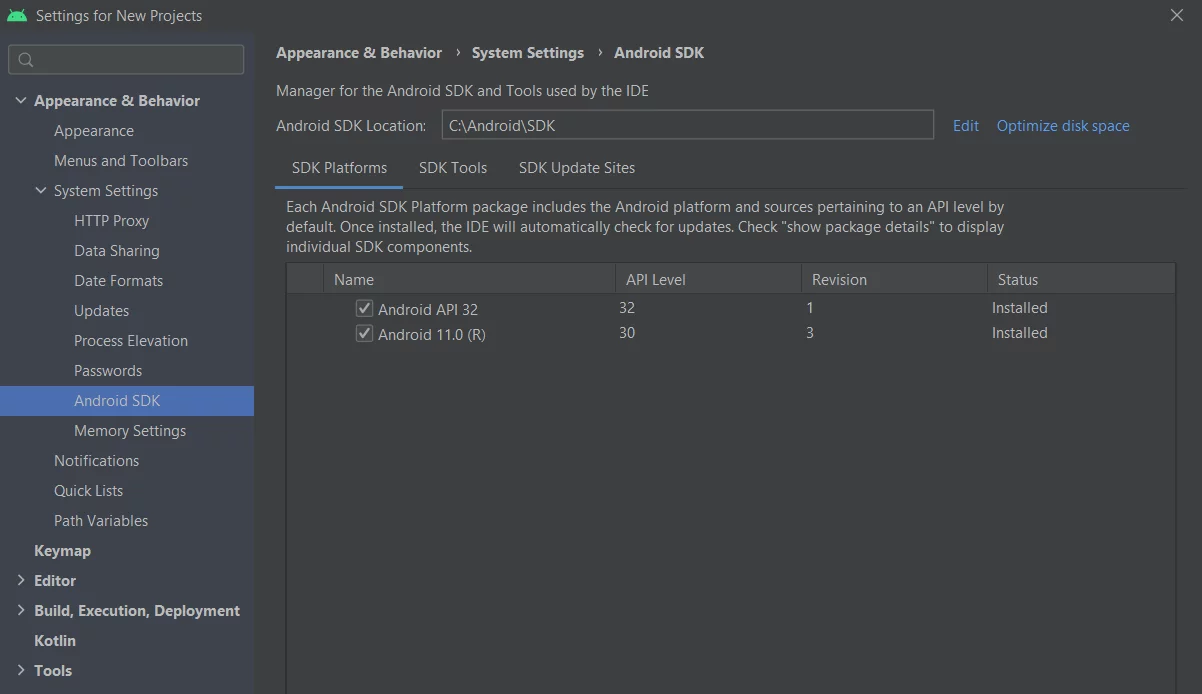 Settings for New Projects
Appearance & Behavior
Appearance
Menus and Toolbars
System Settings
HTTP Proxy
Data Sharing
Date Formats
Updates
Process Elevation
Passwords
Android SDK
Memory Settings
Notifications
Quick Lists
Path Variables
Keymap
Editor
Build, Execution, Deployment
Kotlin
Tools
Appearance & Behavior › System Settings › Android SDK
Manager for the Android SDK and Tools used by the IDE
Android SDK Location: C:\Android\SDK Edit Optimize disk space
SDK Platforms SDK Tools SDK Update Sites
Each Android SDK Platform package includes the Android platform and sources pertaining to an API level by
default. Once installed, the IDE will automatically check for updates. Check "show package details" to display
individual SDK components.
Name API Level Revision Status
Android API 32 32 1 Installed
Android 11.0 (R) 30 3 Installed